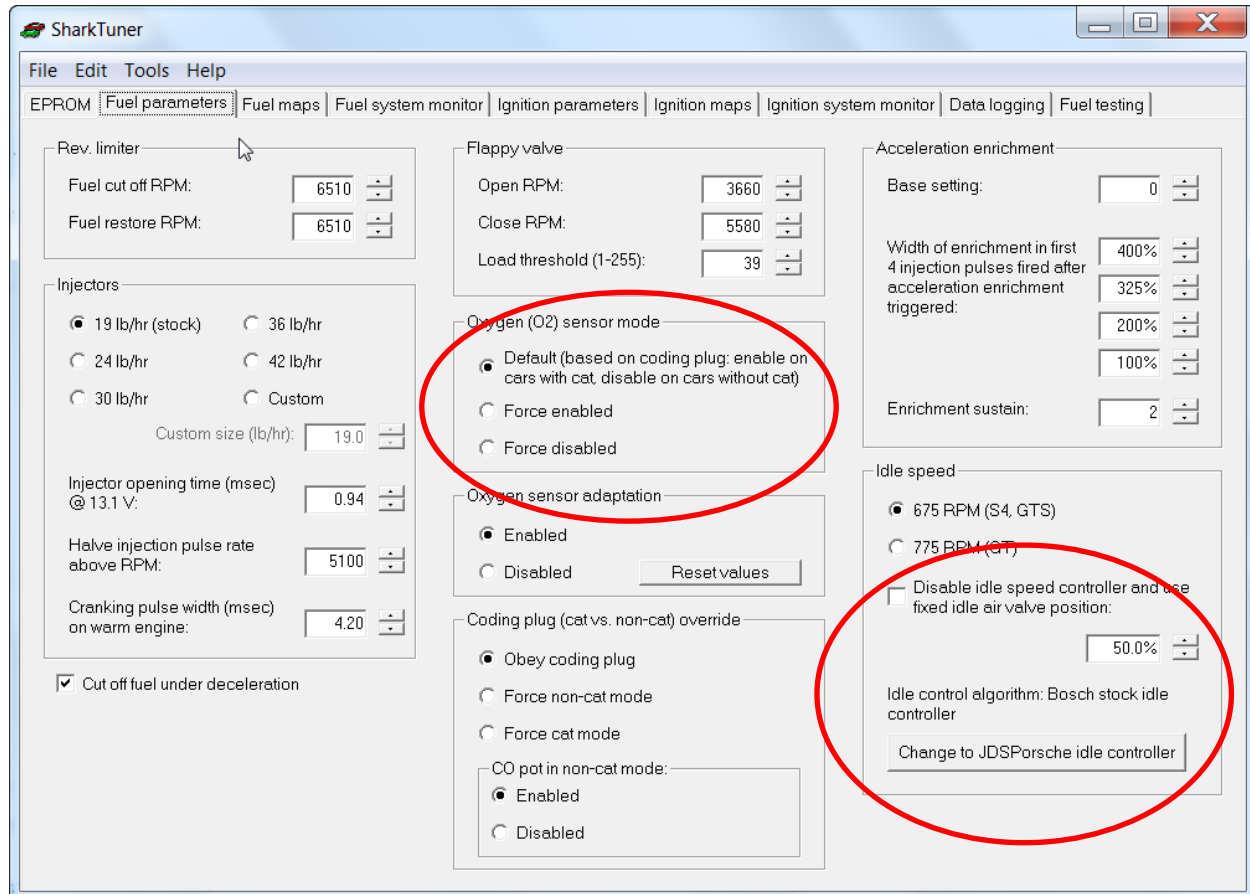 SharkTuner
File Edit Tools Help
EPROM Fuel parameters Fuel maps Fuel system monitor Ignition parameters Ignition maps Ignition system monitor Data logging Fuel testing
Rev. limiter
Fuel cut off RPM: 6510
Fuel restore RPM: 6510
Injectors
19 lb/hr (stock) 36 lb/hr
24 lb/hr 42 lb/hr
30 lb/hr Custom
Custom size (lb/hr): 19.0
Injector opening time (msec)
@ 13.1 V: 0.94
Halve injection pulse rate
above RPM: 5100
Cranking pulse width (msec)
on warm engine: 4.20
Cut off fuel under deceleration
Flappy valve
Open RPM: 3660
Close RPM: 5580
Load threshold (1-255): 39
Oxygen (O2) sensor mode
Default (based on coding plug: enable on
cars with cat, disable on cars without cat)
Force enabled
Force disabled
Oxygen sensor adaptation
Enabled
Disabled Reset values
Coding plug (cat vs. non-cat) override
Obey coding plug
Force non-cat mode
Force cat mode
CO pot in non-cat mode:
Enabled
Disabled
Acceleration enrichment
Base setting: 0
Width of enrichment in first
4 injection pulses fired after
acceleration enrichment
triggered:
400%
325%
200%
100%
Enrichment sustain: 2
Idle speed
675 RPM (S4, GTS)
775 RPM (GT)
Disable idle speed controller and use
fixed idle air valve position:
50.0%
Idle control algorithm: Bosch stock idle
controller
Change to JDSPorsche idle controller